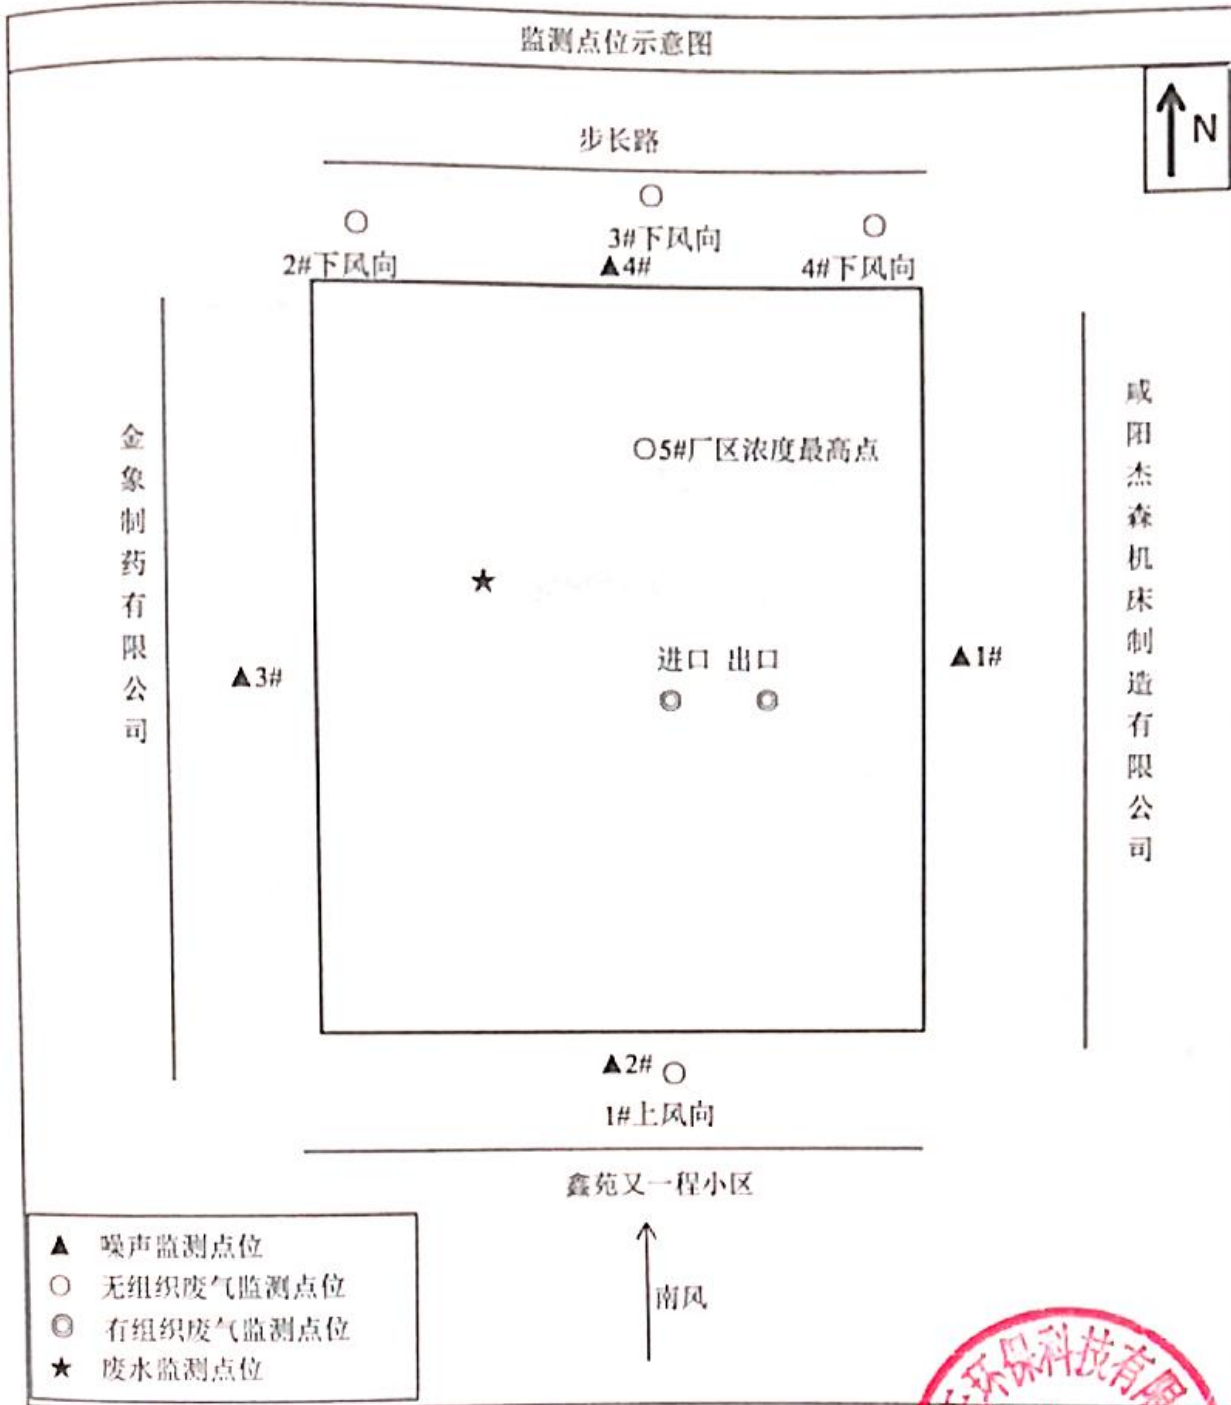 监测点位示意图
N
步长路
2#下风向
3#下风向
4#下风向
▲4#
金象制药有限公司
咸阳杰森机床制造有限公司
5#厂区浓度最高点
进口 出口
▲3#
▲1#
▲2#
1#上风向
鑫苑又一程小区
南风
▲ 噪声监测点位
○ 无组织废气监测点位
◎ 有组织废气监测点位
★ 废水监测点位
环保科技有限